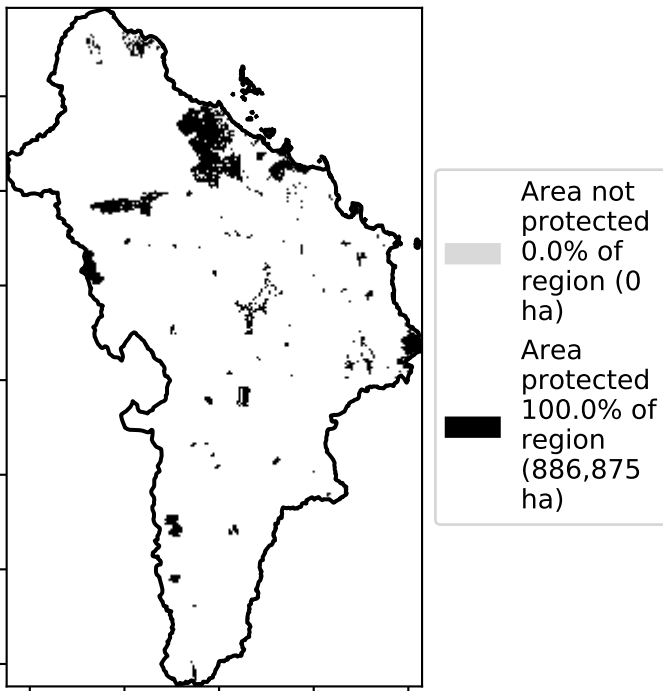 Area not
protected
0.0% of
region (0
ha)
Area
protected
100.0% of
region
(886,875
ha)